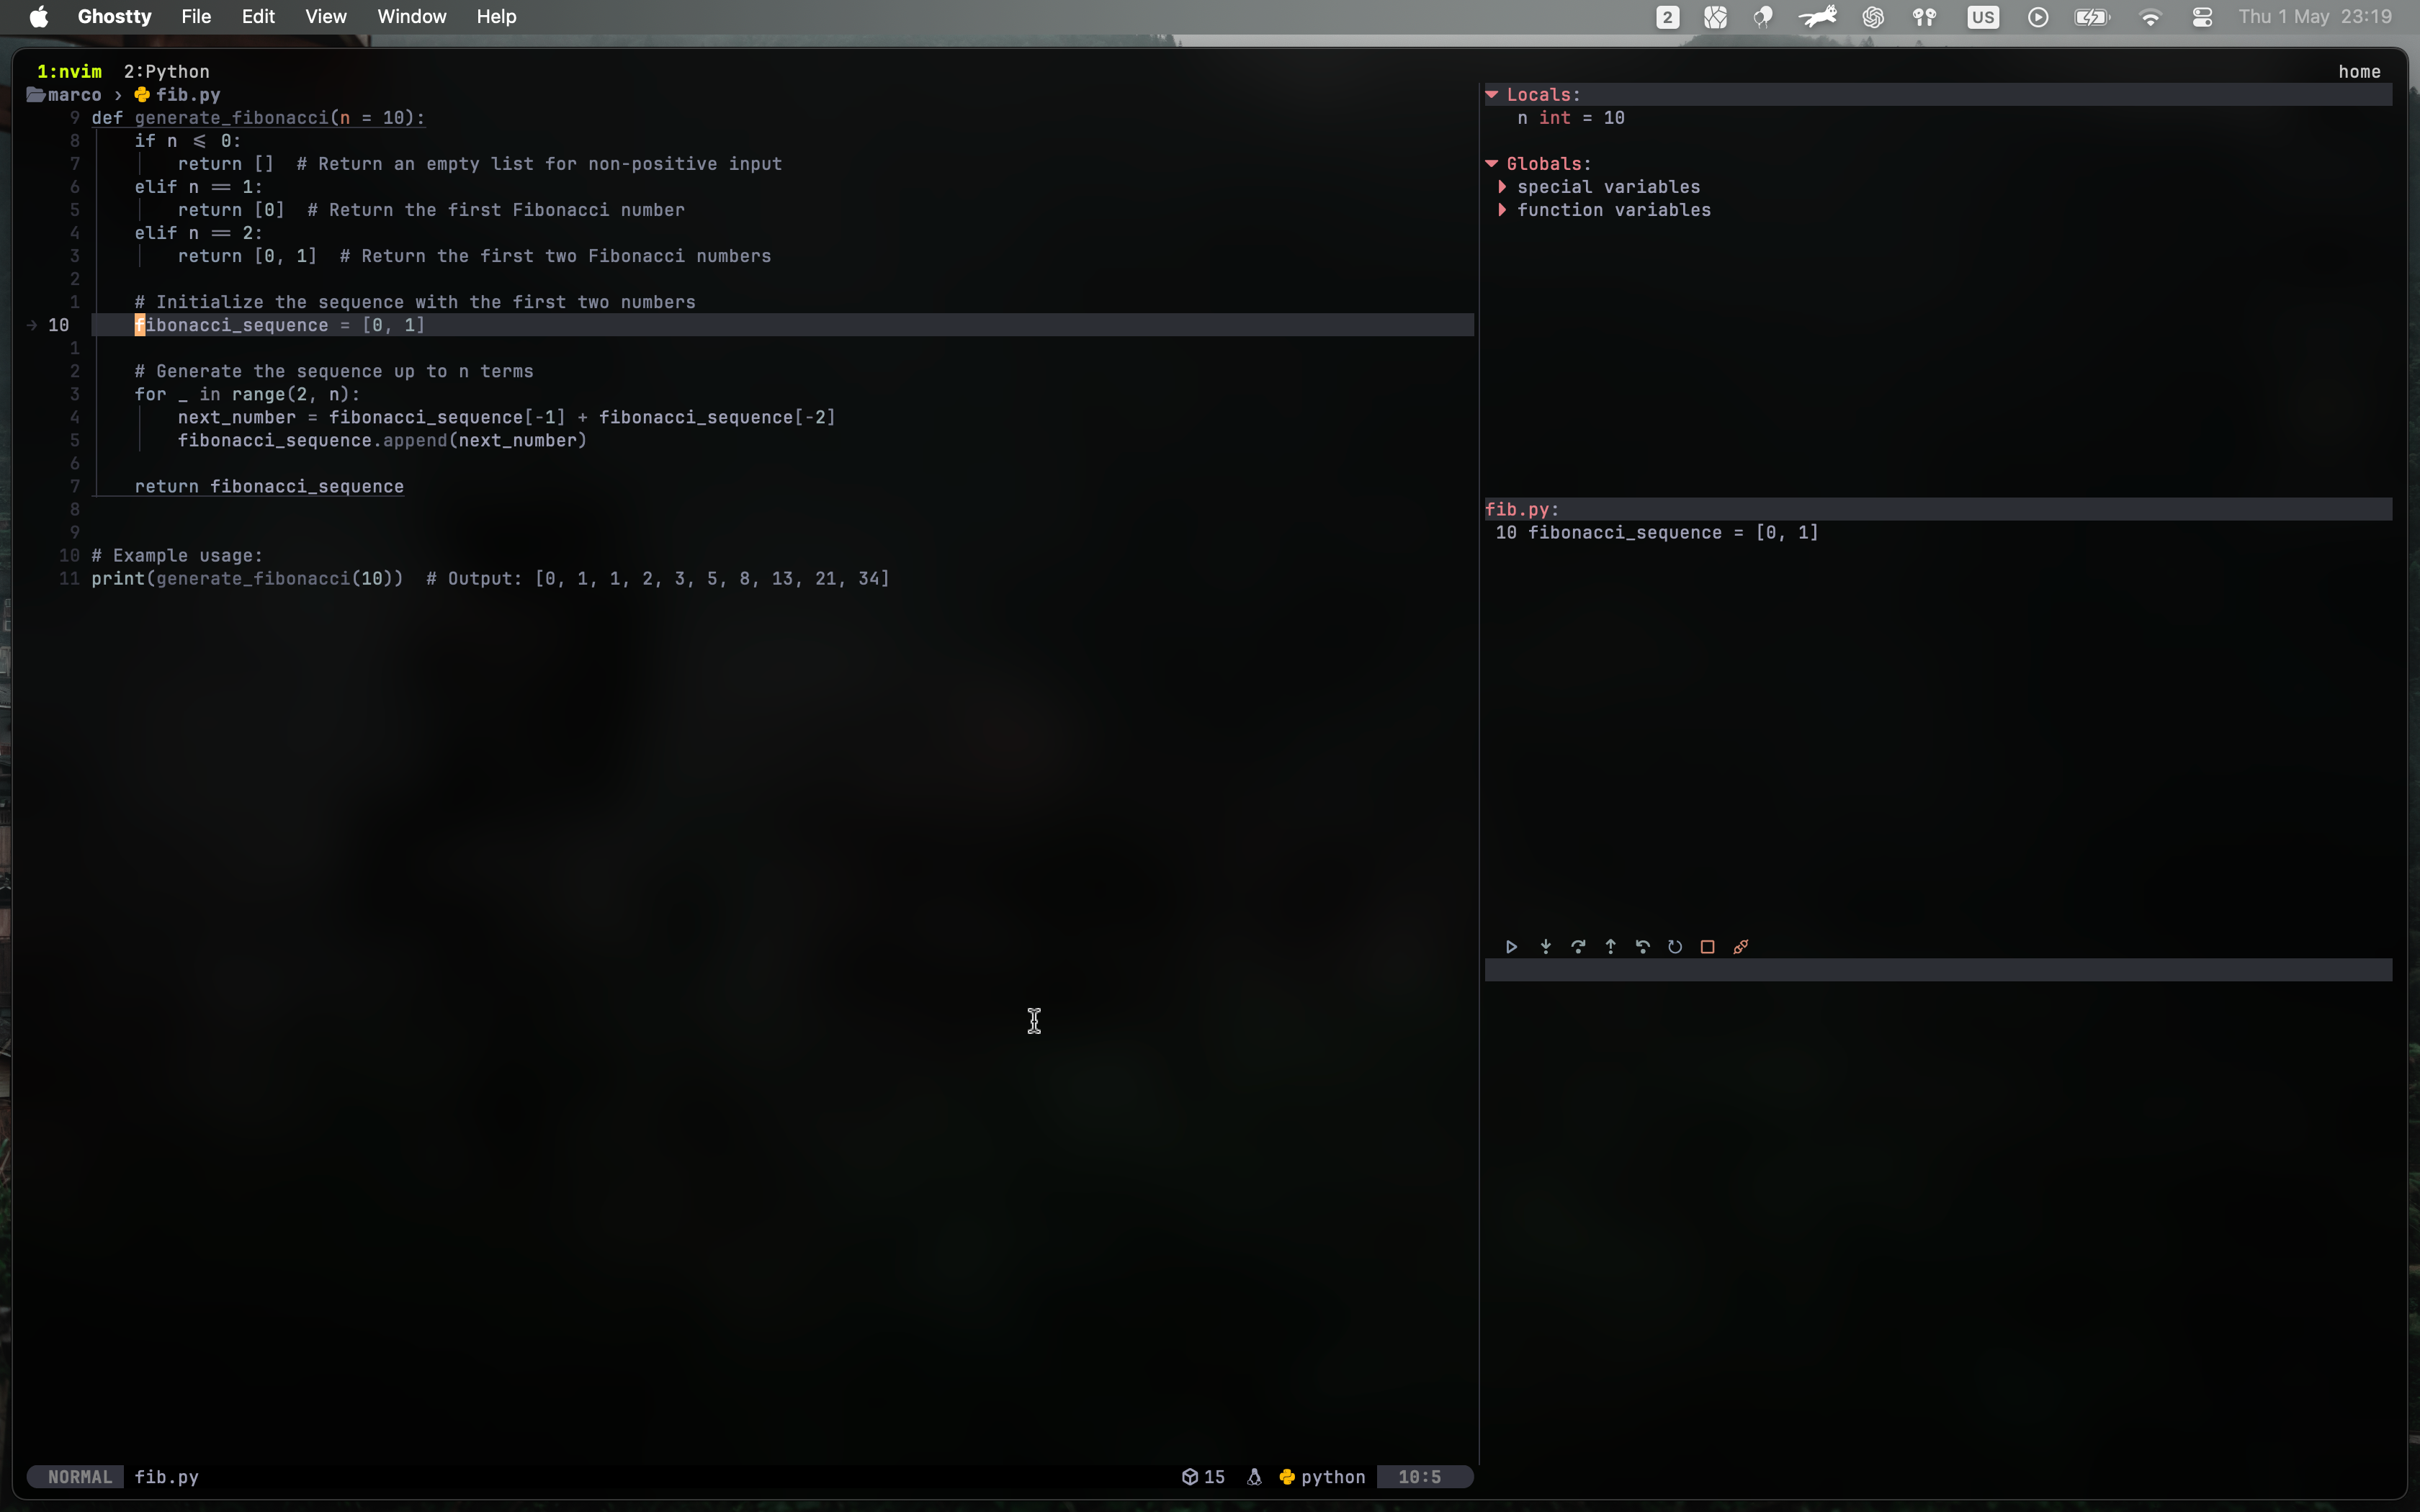 Ghostty File Edit View Window Help 2 US Thu 1 May 23:19
1:nvim 2:Python home
marco › fib.py
9 def generate_fibonacci(n = 10):
8 if n <= 0:
7 return [] # Return an empty list for non-positive input
6 elif n == 1:
5 return [0] # Return the first Fibonacci number
4 elif n == 2:
3 return [0, 1] # Return the first two Fibonacci numbers
2
1 # Initialize the sequence with the first two numbers
→ 10 fibonacci_sequence = [0, 1]
1
2 # Generate the sequence up to n terms
3 for _ in range(2, n):
4 next_number = fibonacci_sequence[-1] + fibonacci_sequence[-2]
5 fibonacci_sequence.append(next_number)
6
7 return fibonacci_sequence
8
9
10 # Example usage:
11 print(generate_fibonacci(10)) # Output: [0, 1, 1, 2, 3, 5, 8, 13, 21, 34]
Locals:
n int = 10
Globals:
special variables
function variables
fib.py:
10 fibonacci_sequence = [0, 1]
NORMAL fib.py 15 python 10:5